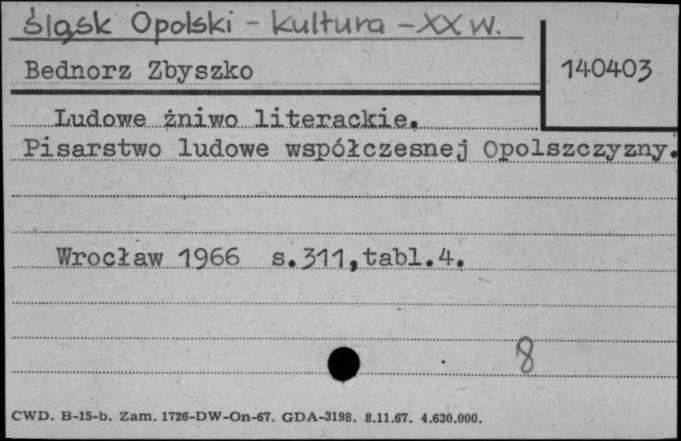 Śląsk Opolski - kultura - XX w.
Bednorz Zbyszko
140403
Ludowe żniwo literackie.
Pisarstwo ludowe współczesnej Opolszczyzny.
Wrocław 1966 s.311,tabl.4.
8
CWD. B-15-b. Zam. 1726-DW-On-67. GDA-3198. 8.11.67. 4.630.000.